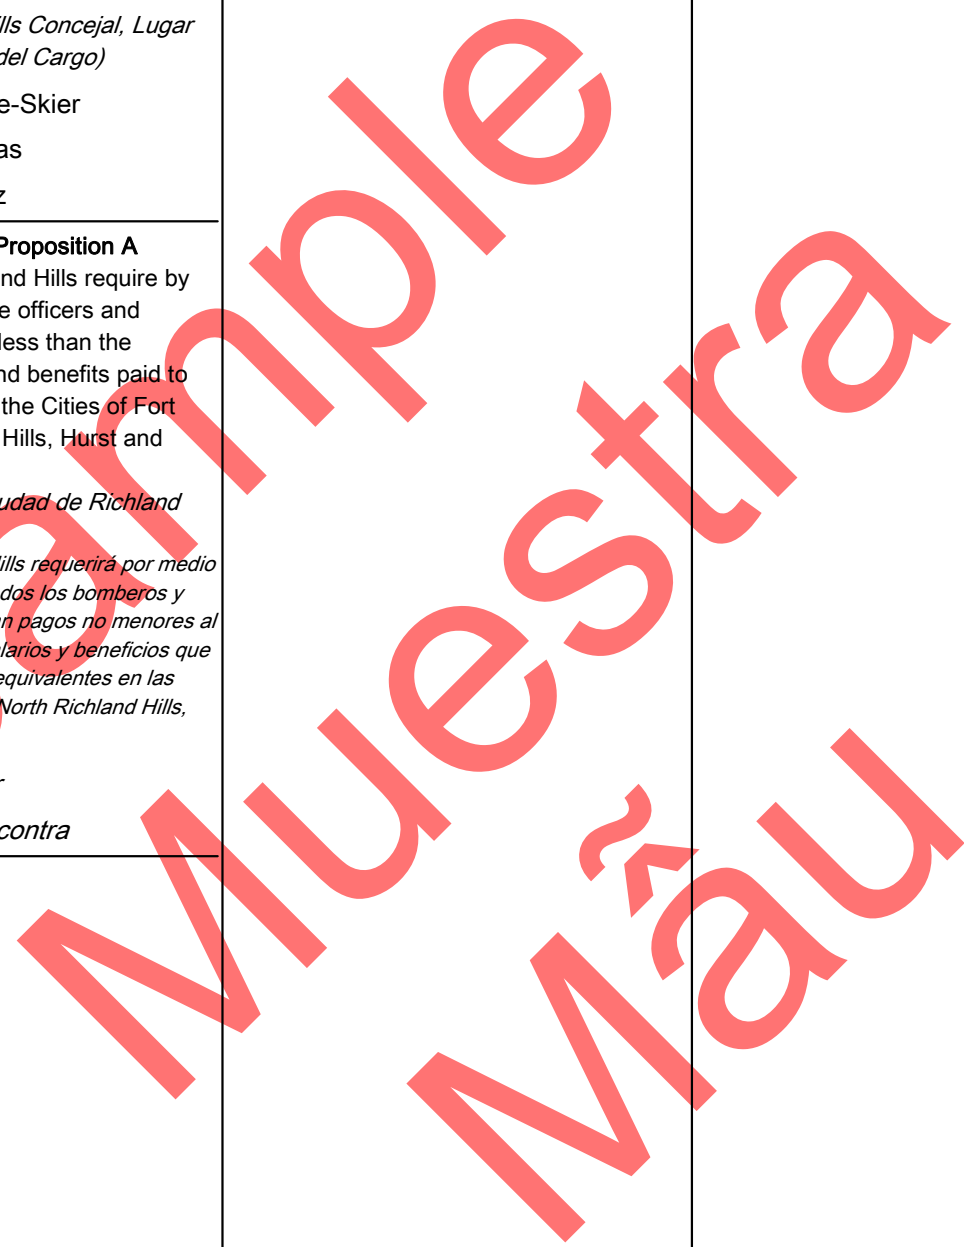 lls Concejal, Lugar
del Cargo)
e-Skier
as
z
Proposition A
nd Hills require by
e officers and
less than the
nd benefits paid to
the Cities of Fort
Hills, Hurst and
udad de Richland
Hills requerirá por medio
dos los bomberos y
an pagos no menores al
larios y beneficios que
equivalentes en las
North Richland Hills,
r
contra
Sample
Muestra
Mẫu